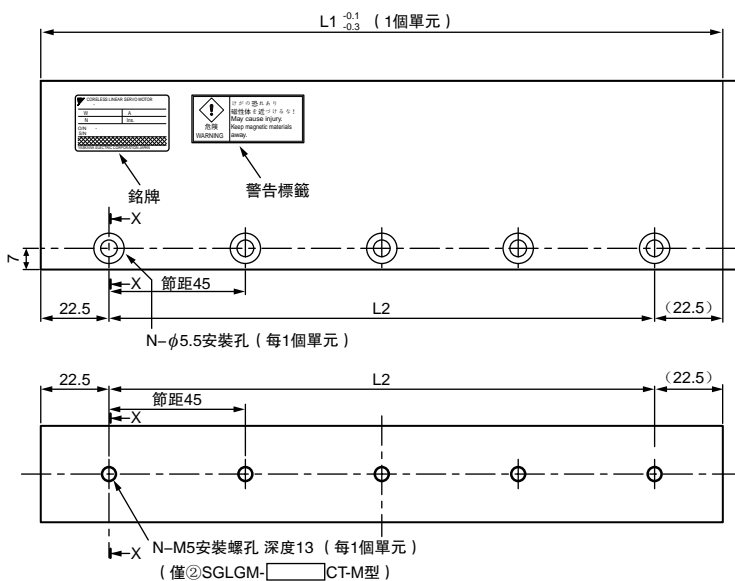 L1 -0.1 -0.3 （1個單元）
CORELESS LINEAR SERVO MOTOR
W A
N Ins.
O/N
S/N
YASKAWA ELECTRIC CORPORATION JAPAN
けがの恐れあり
磁性体を近づけるな!
May cause injury.
Keep magnetic materials
away.
危険
WARNING
銘牌
警告標籤
X
7
X
節距45
22.5
L2
（22.5）
N–φ5.5安裝孔（每1個單元）
22.5
L2
（22.5）
節距45
X
X
N–M5安裝螺孔 深度13 （每1個單元）
（僅②SGLGM- CT-M型）